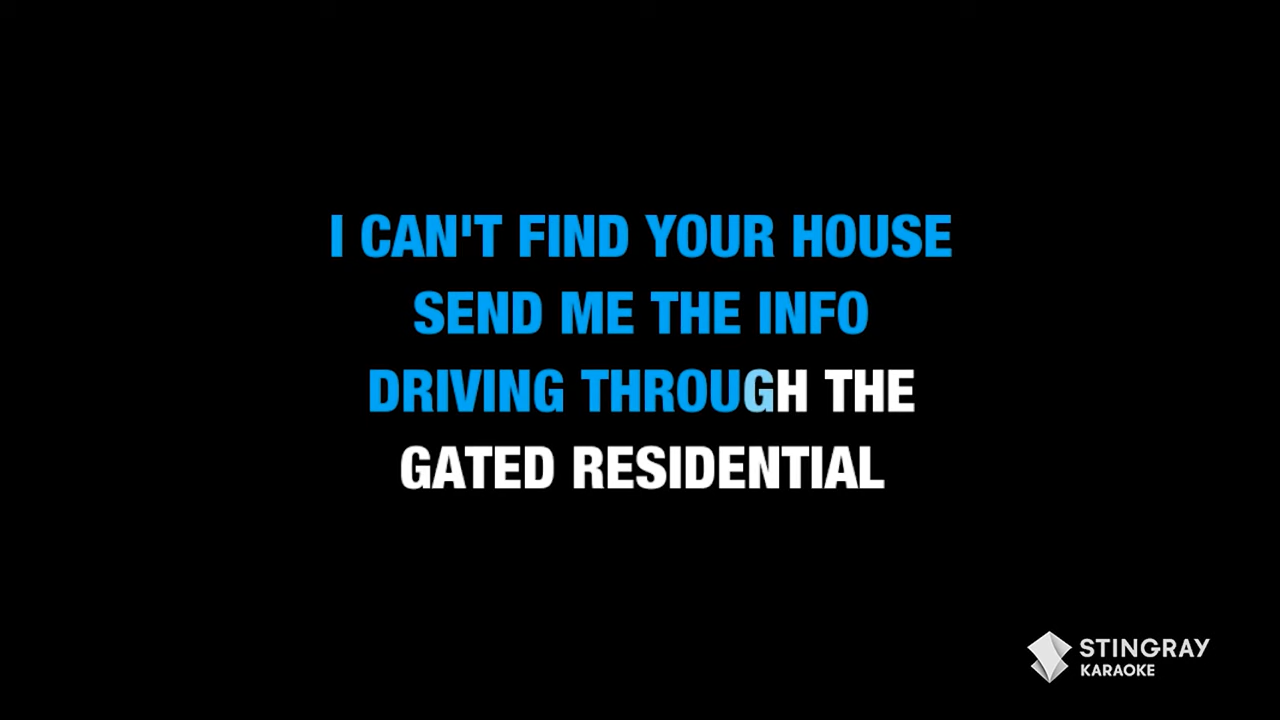 I CAN'T FIND YOUR HOUSE
SEND ME THE INFO
DRIVING THROUGH THE
GATED RESIDENTIAL
STINGRAY
KARAOKE